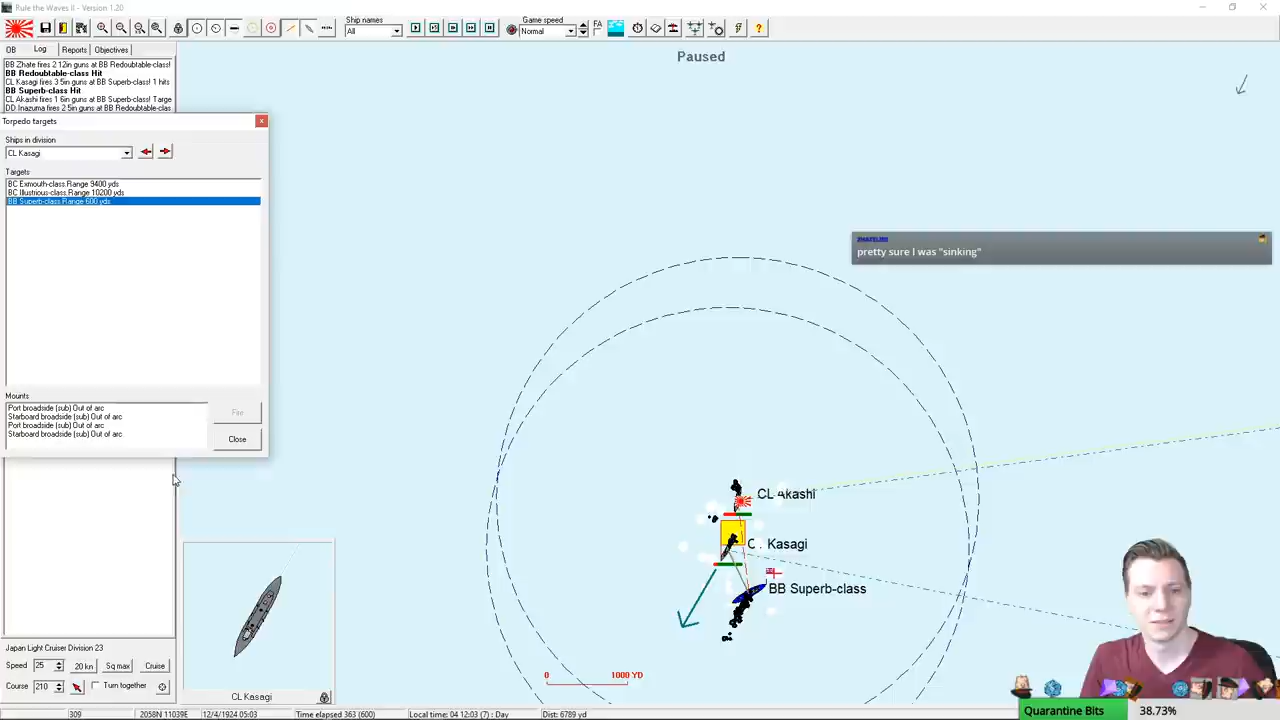 Rule the Waves II - Version 1.20
Ship names
All
FA
Game speed
Normal
OB
Log
Reports
Objectives
BB Zhate fires 2 12in guns at BB Redoubtable-class!
BB Redoubtable-class Hit
CL Kasagi fires 3 5in guns at BB Superb-class! 1 hits
BB Superb-class Hit
CL Akashi fires 1 6in guns at BB Superb-class! Targe
DD Inazuma fires 2 5in guns at BB Redoubtable-clas
Paused
Torpedo targets
Ships in division
CL Kasagi
Targets
BC Exmouth-class,Range 9400 yds
BC Illustrious-class,Range 10200 yds
BB Superb-class,Range 600 yds
pretty sure I was "sinking"
Mounts
Port broadside (sub) Out of arc
Starboard broadside (sub) Out of arc
Port broadside (sub) Out of arc
Starboard broadside (sub) Out of arc
Fire
Close
CL Akashi
C . Kasagi
BB Superb-class
0 1000 YD
Japan Light Cruiser Division 23
Speed 25 20 kn Sq max Cruise
Course 210 Turn together
CL Kasagi
309
2058N 11039E
12/4/1924 05:03
Time elapsed 363 (600)
Local time: 04 12:03 (7) : Day
Dist: 6789 yd
Quarantine Bits
38.73%